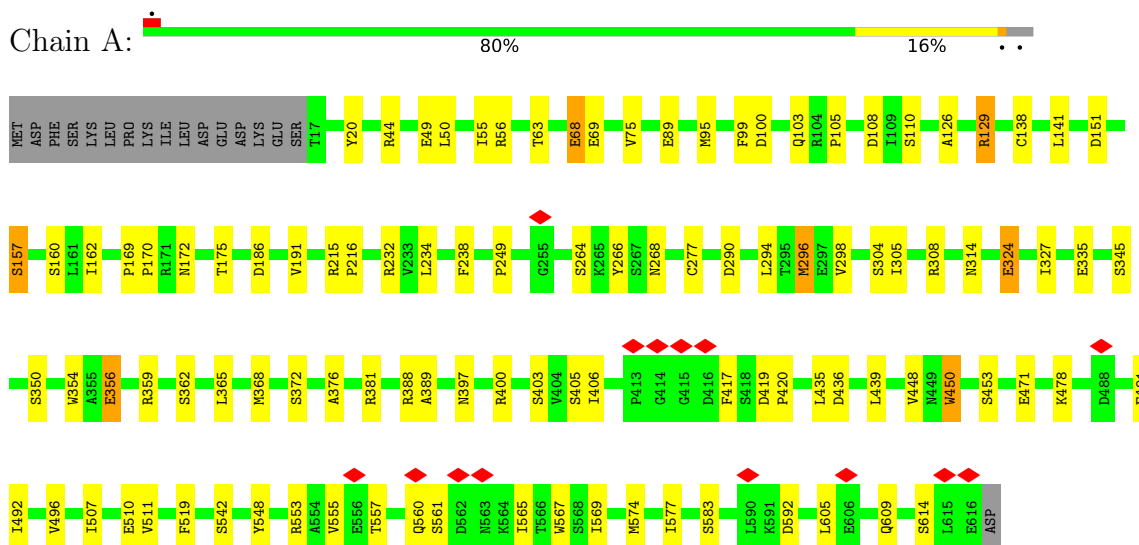 Chain A:
80% 16%
MET ASP PHE SER LYS LEU PRO LYS ILE LEU ASP GLU ASP LYS GLU SER T17 Y20 R44 E49 L50 I55 R56 T63 E68 E69 V75 E89 M95 F99 D100 Q103 R104 P105 D108 I109 S110 A126 R129 C138 L141 D151
S157 S160 L161 I162 P169 P170 R171 N172 T175 D186 V191 R215 P216 R232 V233 L234 F238 P249 G255 S264 K265 Y266 S267 N268 C277 D290 L294 T295 M296 E297 V298 S304 I305 R308 N314 E324 I327 E335 S345
S350 W354 A355 E356 R359 S362 L365 M368 S372 A376 R381 R388 A389 N397 R400 S403 V404 S405 I406 P413 G414 G415 D416 F417 S418 D419 P420 L435 D436 L439 V448 N449 W450 S453 E471 K478 D488
I492 V496 I507 E510 V511 F519 S542 Y548 R553 A554 V555 E556 T557 Q560 S561 D562 N563 K564 I565 T566 W567 S568 I569 M574 I577 S583 L590 K591 D592 L605 E606 Q609 S614 L615 E616 ASP